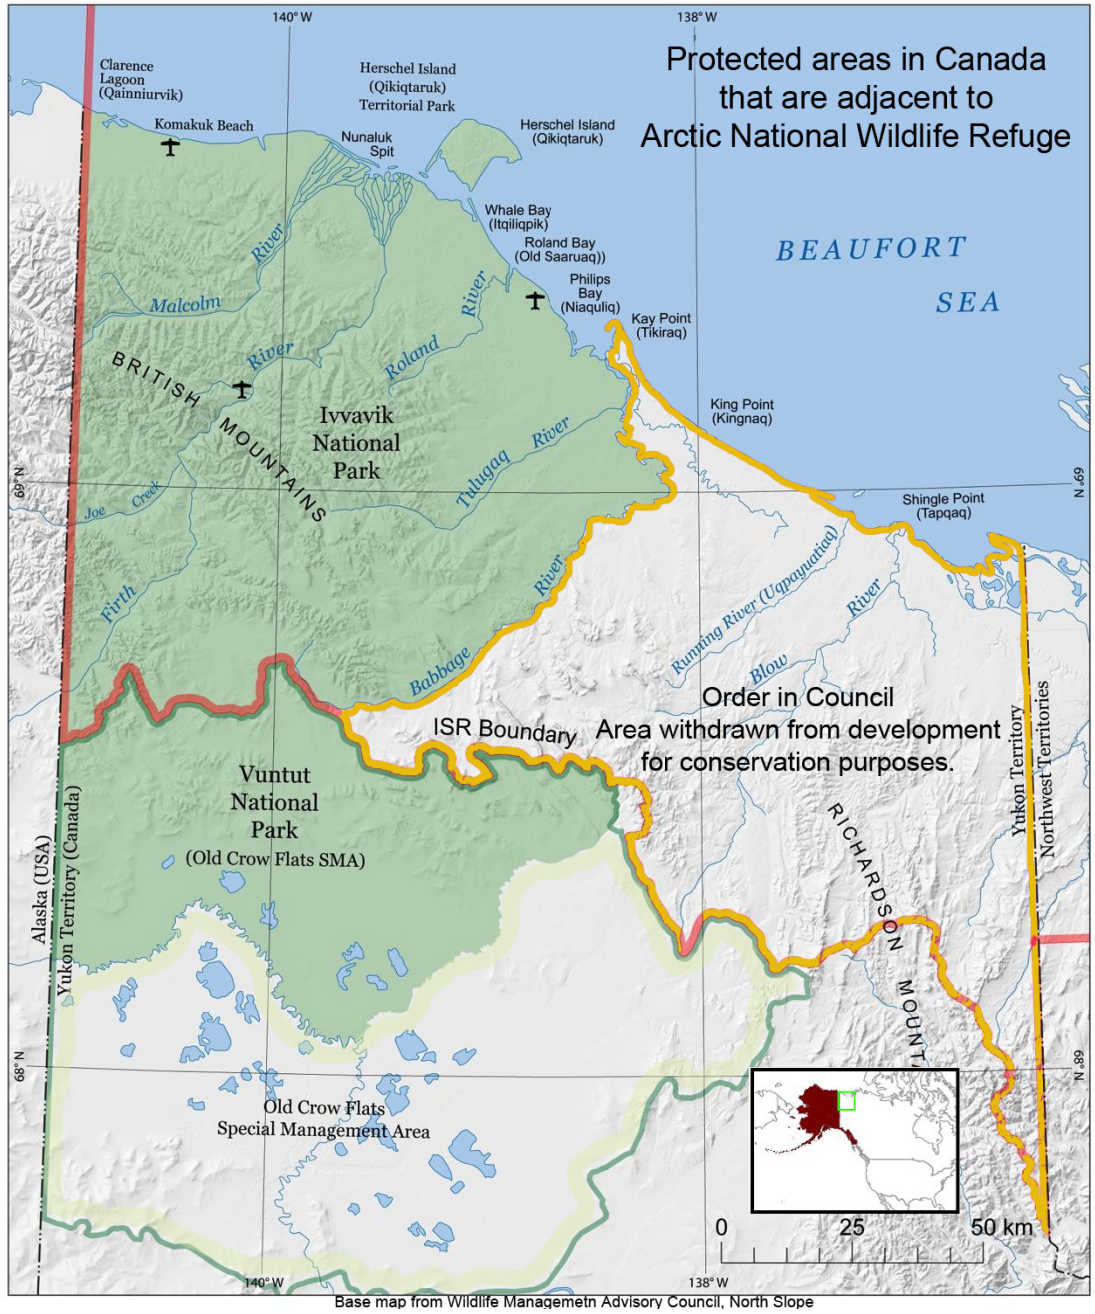 140° W
138° W
Protected areas in Canada
that are adjacent to
Arctic National Wildlife Refuge
Clarence
Lagoon
(Qainniurvik)
Herschel Island
(Qikiqtaruk)
Territorial Park
Komakuk Beach
Nunaluk
Spit
Herschel Island
(Qikiqtaruk)
Whale Bay
(Itqiliqpik)
Roland Bay
(Old Saaruaq))
Philips
Bay
(Niaqulíq)
Kay Point
(Tikiraq)
BEAUFORT
SEA
Malcolm
River
River
Roland
River
BRITISH
MOUNTAINS
Ivvavik
National
Park
King Point
(Kingnaq)
Tulugaq
River
69°N
69°N
Joe
Creek
Shingle Point
(Tapqaq)
Firth
Babbage
River
Running River (Uqpayuatiaq)
Blow
River
Order in Council
Area withdrawn from development
for conservation purposes.
ISR Boundary
Vuntut
National
Park
(Old Crow Flats SMA)
Alaska (USA)
Yukon Territory (Canada)
Yukon Territory
Northwest Territories
RICHARDSON
MOUNTA
68°N
68°N
Old Crow Flats
Special Management Area
0
25
50 km
140° W
138° W
Base map from Wildlife Managemetn Advisory Council, North Slope